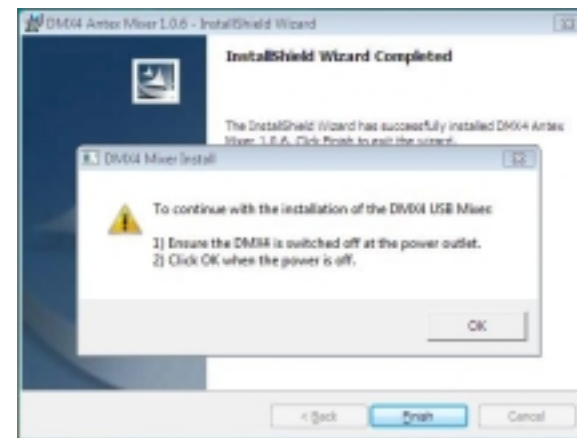 DMX4 Antex Mixer 1.0.6 - InstallShield Wizard
InstallShield Wizard Completed
The InstallShield Wizard has successfully installed DMX4 Antex
Mixer 1.0.6. Click Finish to exit the wizard.
DMX4 Mixer Install
To continue with the installation of the DMX4 USB Mixer:
1) Ensure the DMX4 is switched off at the power outlet.
2) Click OK when the power is off.
OK
< Back
Finish
Cancel